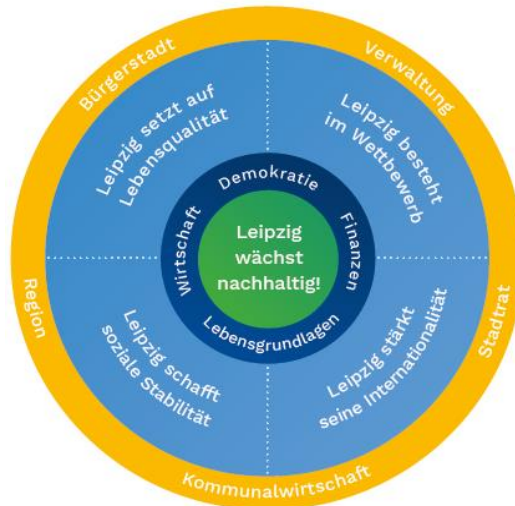 Bürgerstadt
Verwaltung
Leipzig setzt auf
Lebensqualität
Leipzig besteht
im Wettbewerb
Demokratie
Wirtschaft
Finanzen
Leipzig
wächst
nachhaltig!
Lebensgrundlagen
Region
Stadtrat
Leipzig schafft
soziale Stabilität
Leipzig stärkt
seine Internationalität
Kommunalwirtschaft